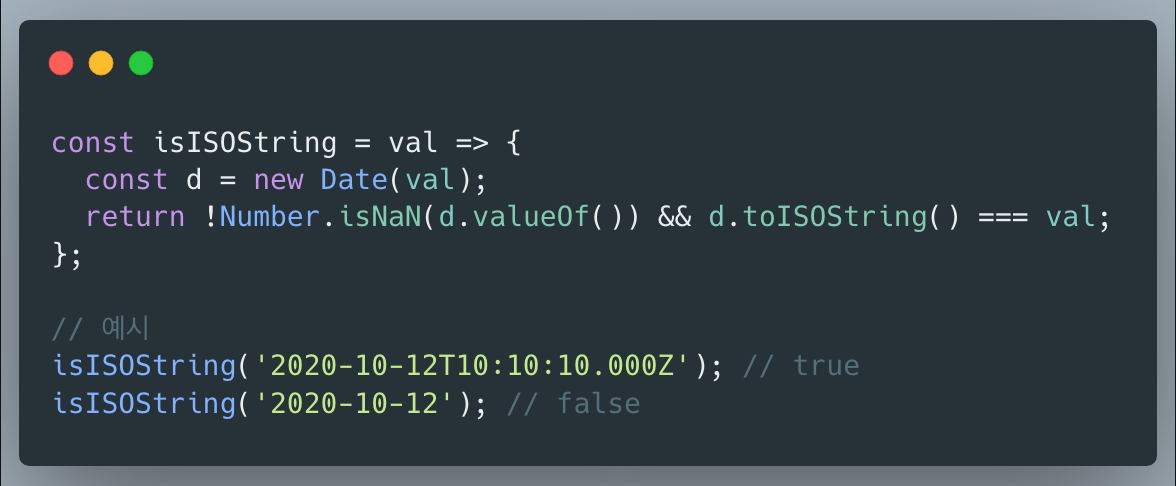 const isISOString = val => {
  const d = new Date(val);
  return !Number.isNaN(d.valueOf()) && d.toISOString() === val;
};

// 예시
isISOString('2020-10-12T10:10:10.000Z'); // true
isISOString('2020-10-12'); // false